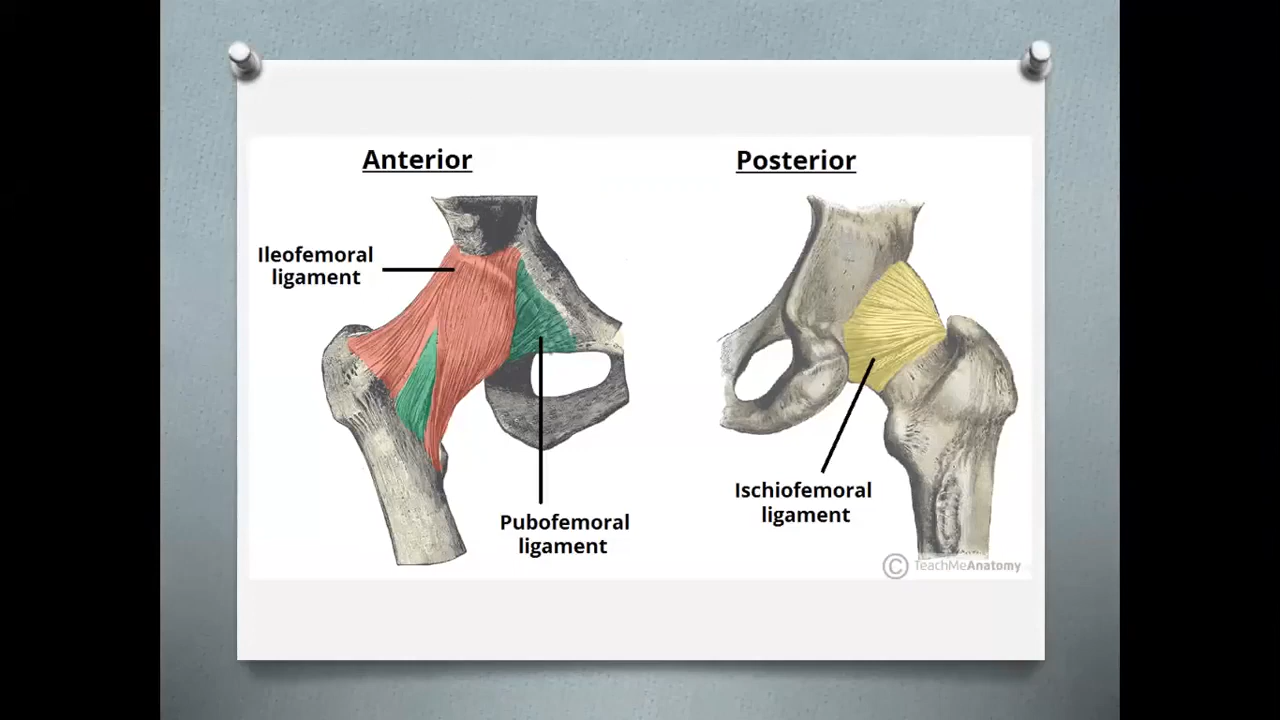 Anterior
Posterior
Ileofemoral
ligament
Pubofemoral
ligament
Ischiofemoral
ligament
© TeachMeAnatomy